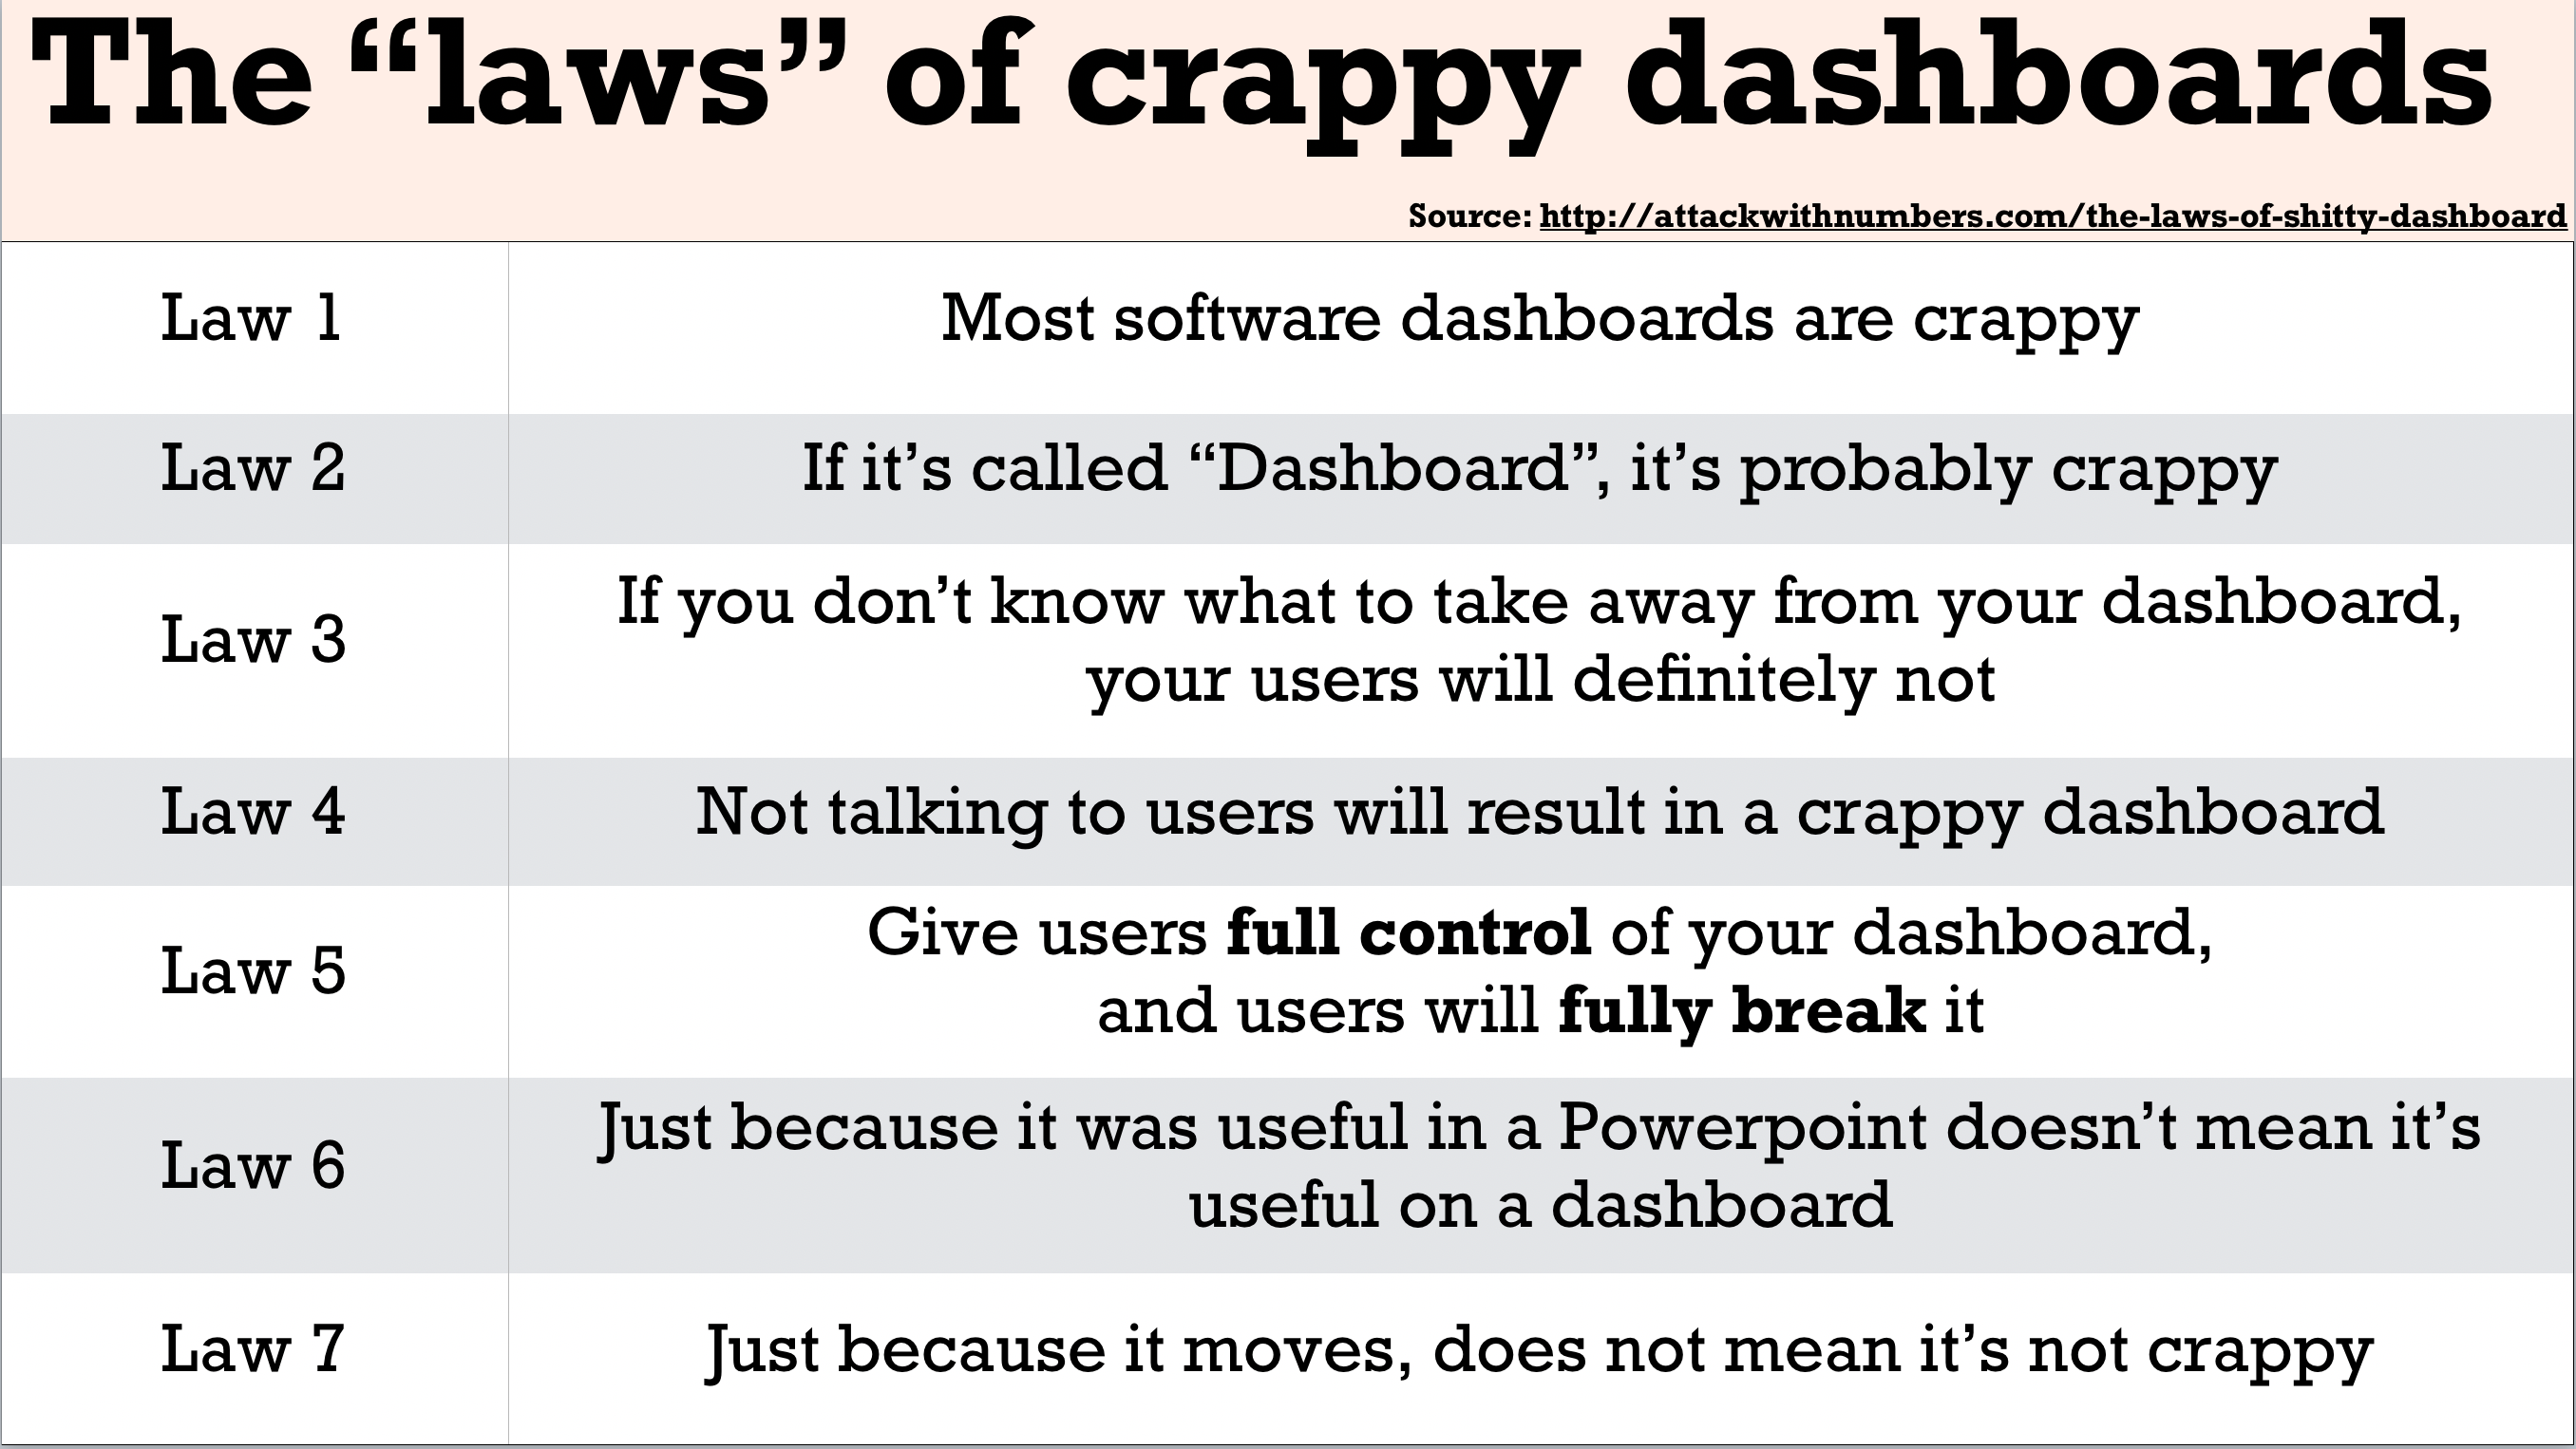 The “laws” of crappy dashboards
Source: http://attackwithnumbers.com/the-laws-of-shitty-dashboard
Law 1
Most software dashboards are crappy
Law 2
If it’s called “Dashboard”, it’s probably crappy
Law 3
If you don’t know what to take away from your dashboard,
your users will definitely not
Law 4
Not talking to users will result in a crappy dashboard
Law 5
Give users full control of your dashboard,
and users will fully break it
Law 6
Just because it was useful in a Powerpoint doesn’t mean it’s
useful on a dashboard
Law 7
Just because it moves, does not mean it’s not crappy